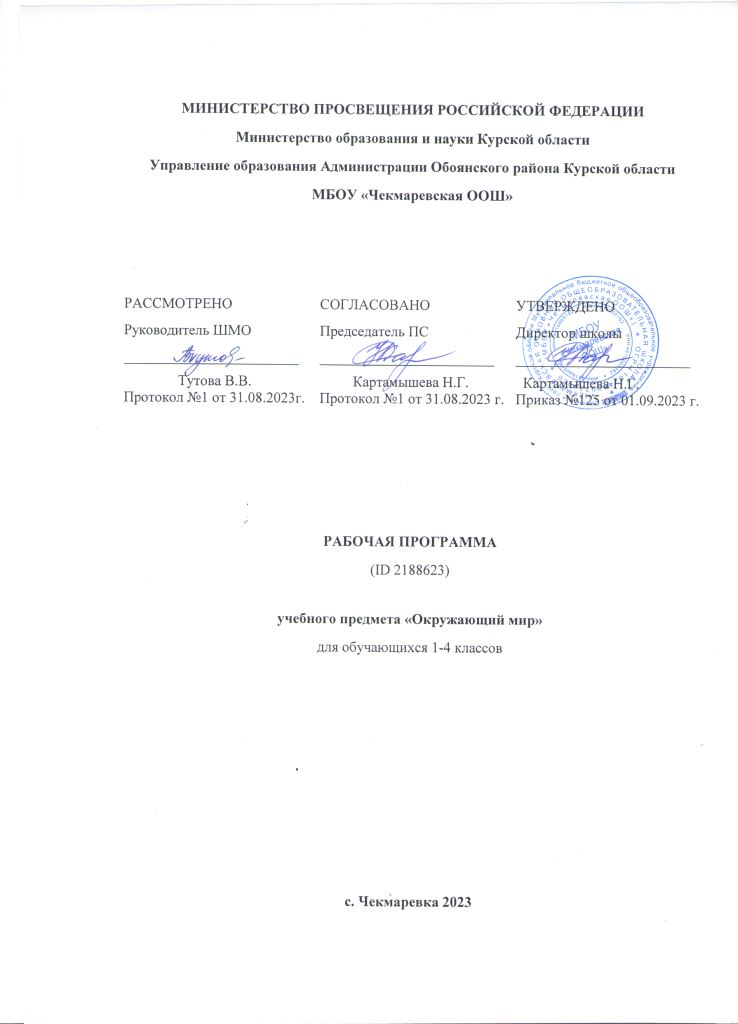 МИНИСТЕРСТВО ПРОСВЕЩЕНИЯ РОССИЙСКОЙ ФЕДЕРАЦИИ
Министерство образования и науки Курской области
Управление образования Администрации Обоянского района Курской области
МБОУ «Чекмаревская ООШ»
РАССМОТРЕНО
Руководитель ШМО
Тутова В.В.
Протокол №1 от 31.08.2023г.
СОГЛАСОВАНО
Председатель ПС
Картамышева Н.Г.
Протокол №1 от 31.08.2023 г.
УТВЕРЖДЕНО
Директор школы
Картамышева Н.Г.
Приказ №125 от 01.09.2023 г.
РАБОЧАЯ ПРОГРАММА
(ID 2188623)
учебного предмета «Окружающий мир»
для обучающихся 1-4 классов
с. Чекмаревка 2023